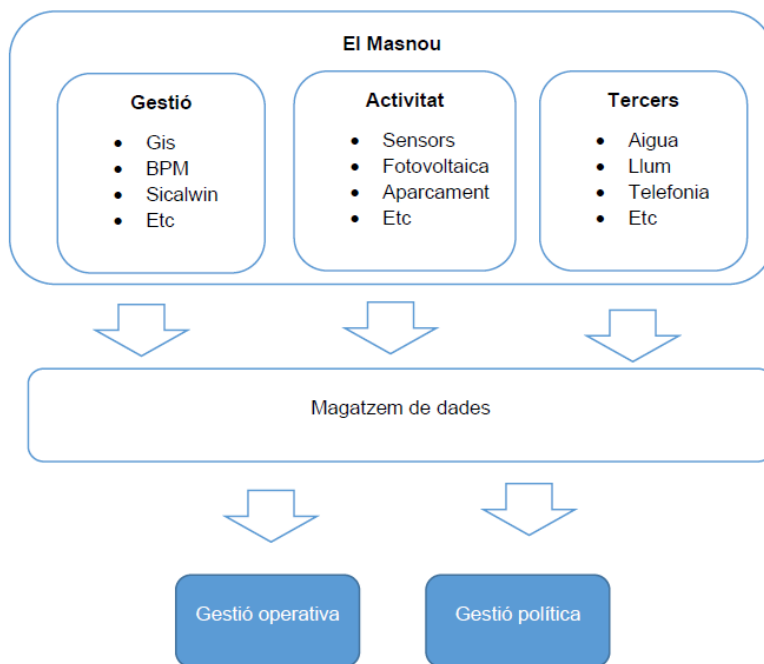 El Masnou
Gestió
• Gis
• BPM
• Sicalwin
• Etc
Activitat
• Sensors
• Fotovoltaica
• Aparcament
• Etc
Tercers
• Aigua
• Llum
• Telefonia
• Etc
Magatzem de dades
Gestió operativa
Gestió política